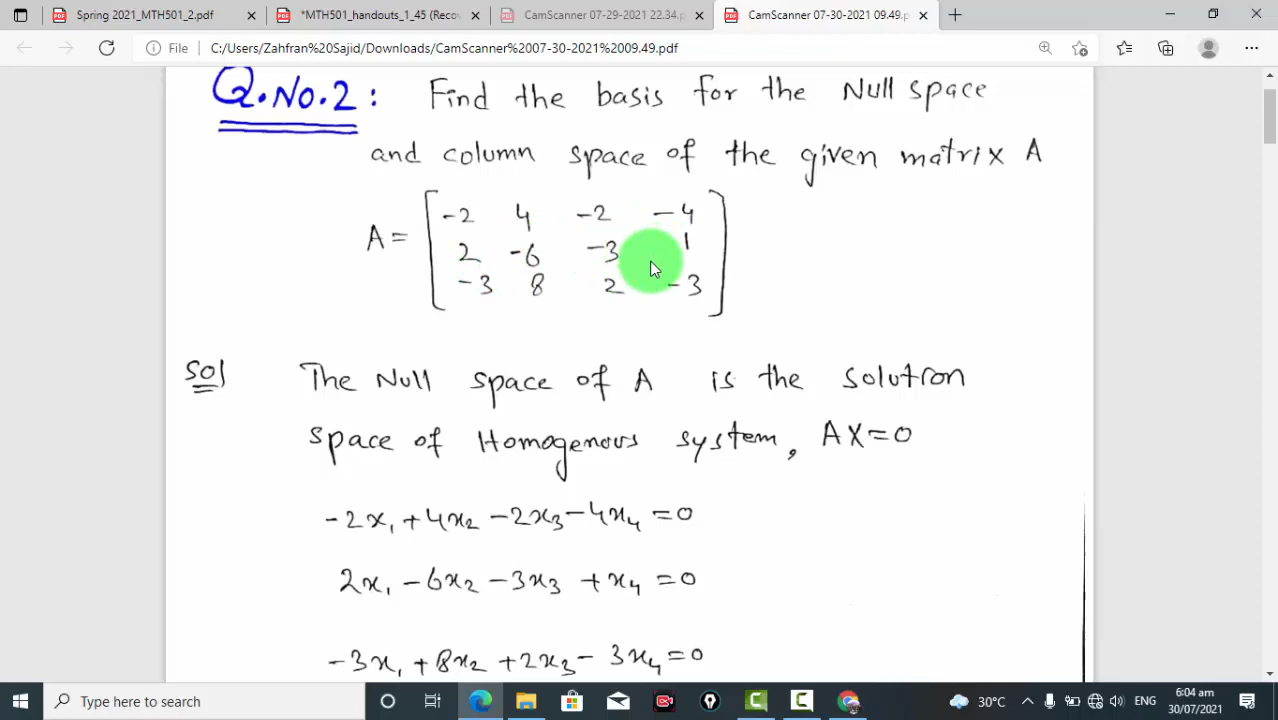 Spring 2021_MTH501_2.pdf
*MTH501_handouts_1_45 (Reco
CamScanner 07-29-2021 22.34.p
CamScanner 07-30-2021 09.49.p
File | C:/Users/Zahfran%20Sajid/Downloads/CamScanner%2007-30-2021%2009.49.pdf
Q.No.2: Find the basis for the Null space
and column space of the given matrix A
A= [ -2 4 -2 -4
2 -6 -3 1
-3 8 2 -3 ]
Sol The Null space of A is the solution
space of Homogenous system, AX=0
-2x₁ +4x₂ -2x₃ -4x₄ =0
2x₁ -6x₂ -3x₃ +x₄ =0
-3x₁ +8x₂ +2x₃ - 3x₄ =0
Type here to search
30°C
ENG
6:04 am
30/07/2021